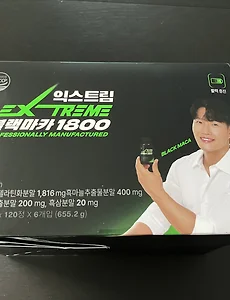 익스트림
EXTREME
블랙마카 1800
PROFESSIONALLY MANUFACTURED
BLACK MACA
젤라틴화분말 1,816 mg 흑마늘추출물분말 400 mg
출분말 200 mg, 흑삼분말 20 mg
120정 X 6개입 (655.2 g)